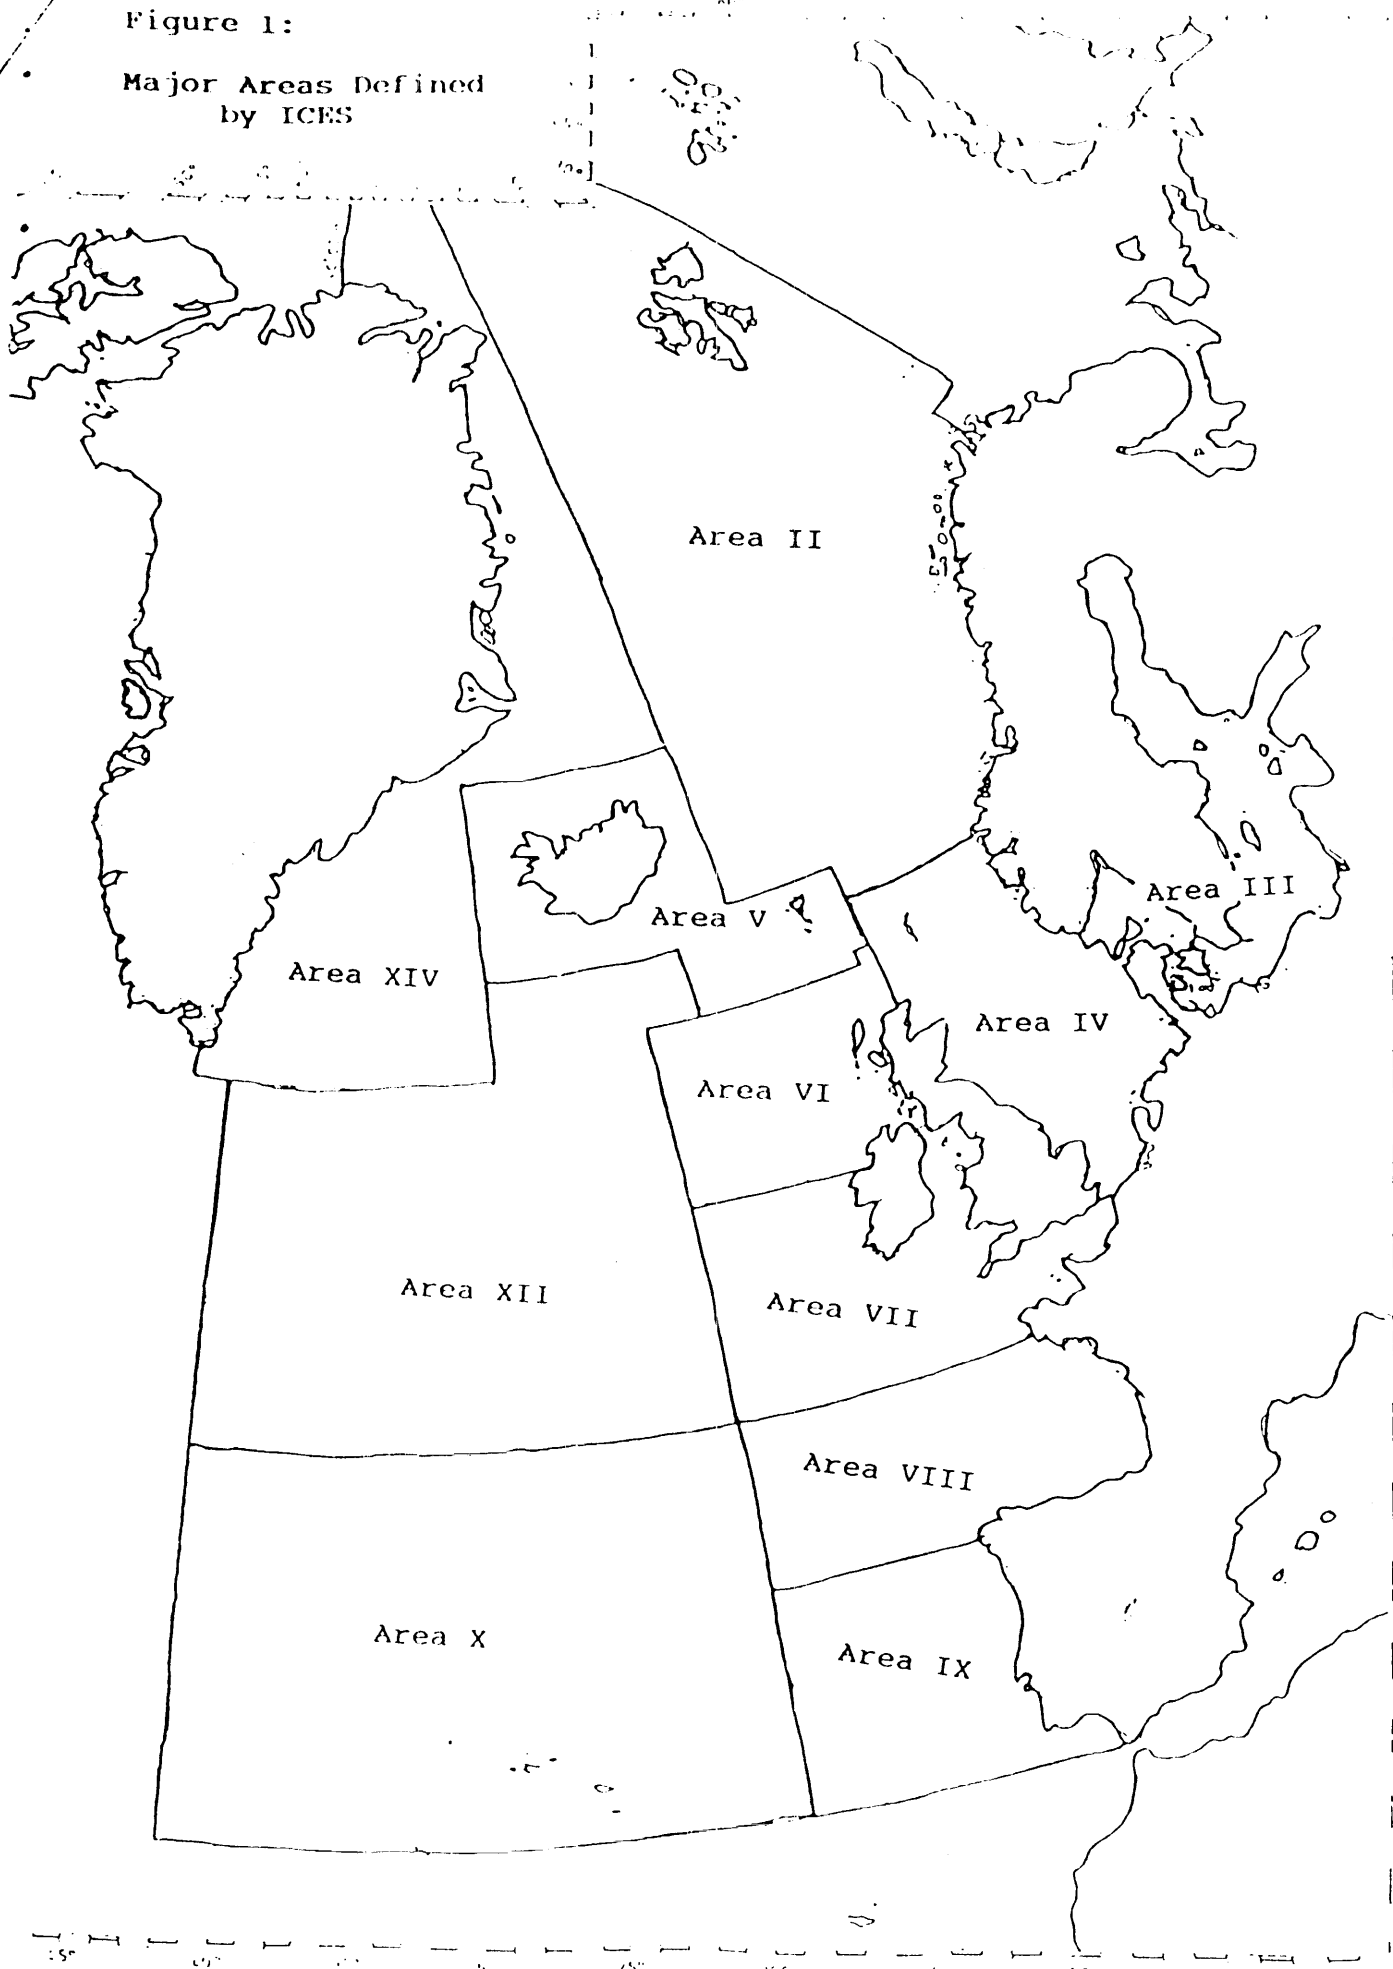 Figure 1:
Major Areas Defined
by ICES
Area II
Area III
Area V
Area XIV
Area IV
Area VI
Area XII
Area VII
Area VIII
Area X
Area IX